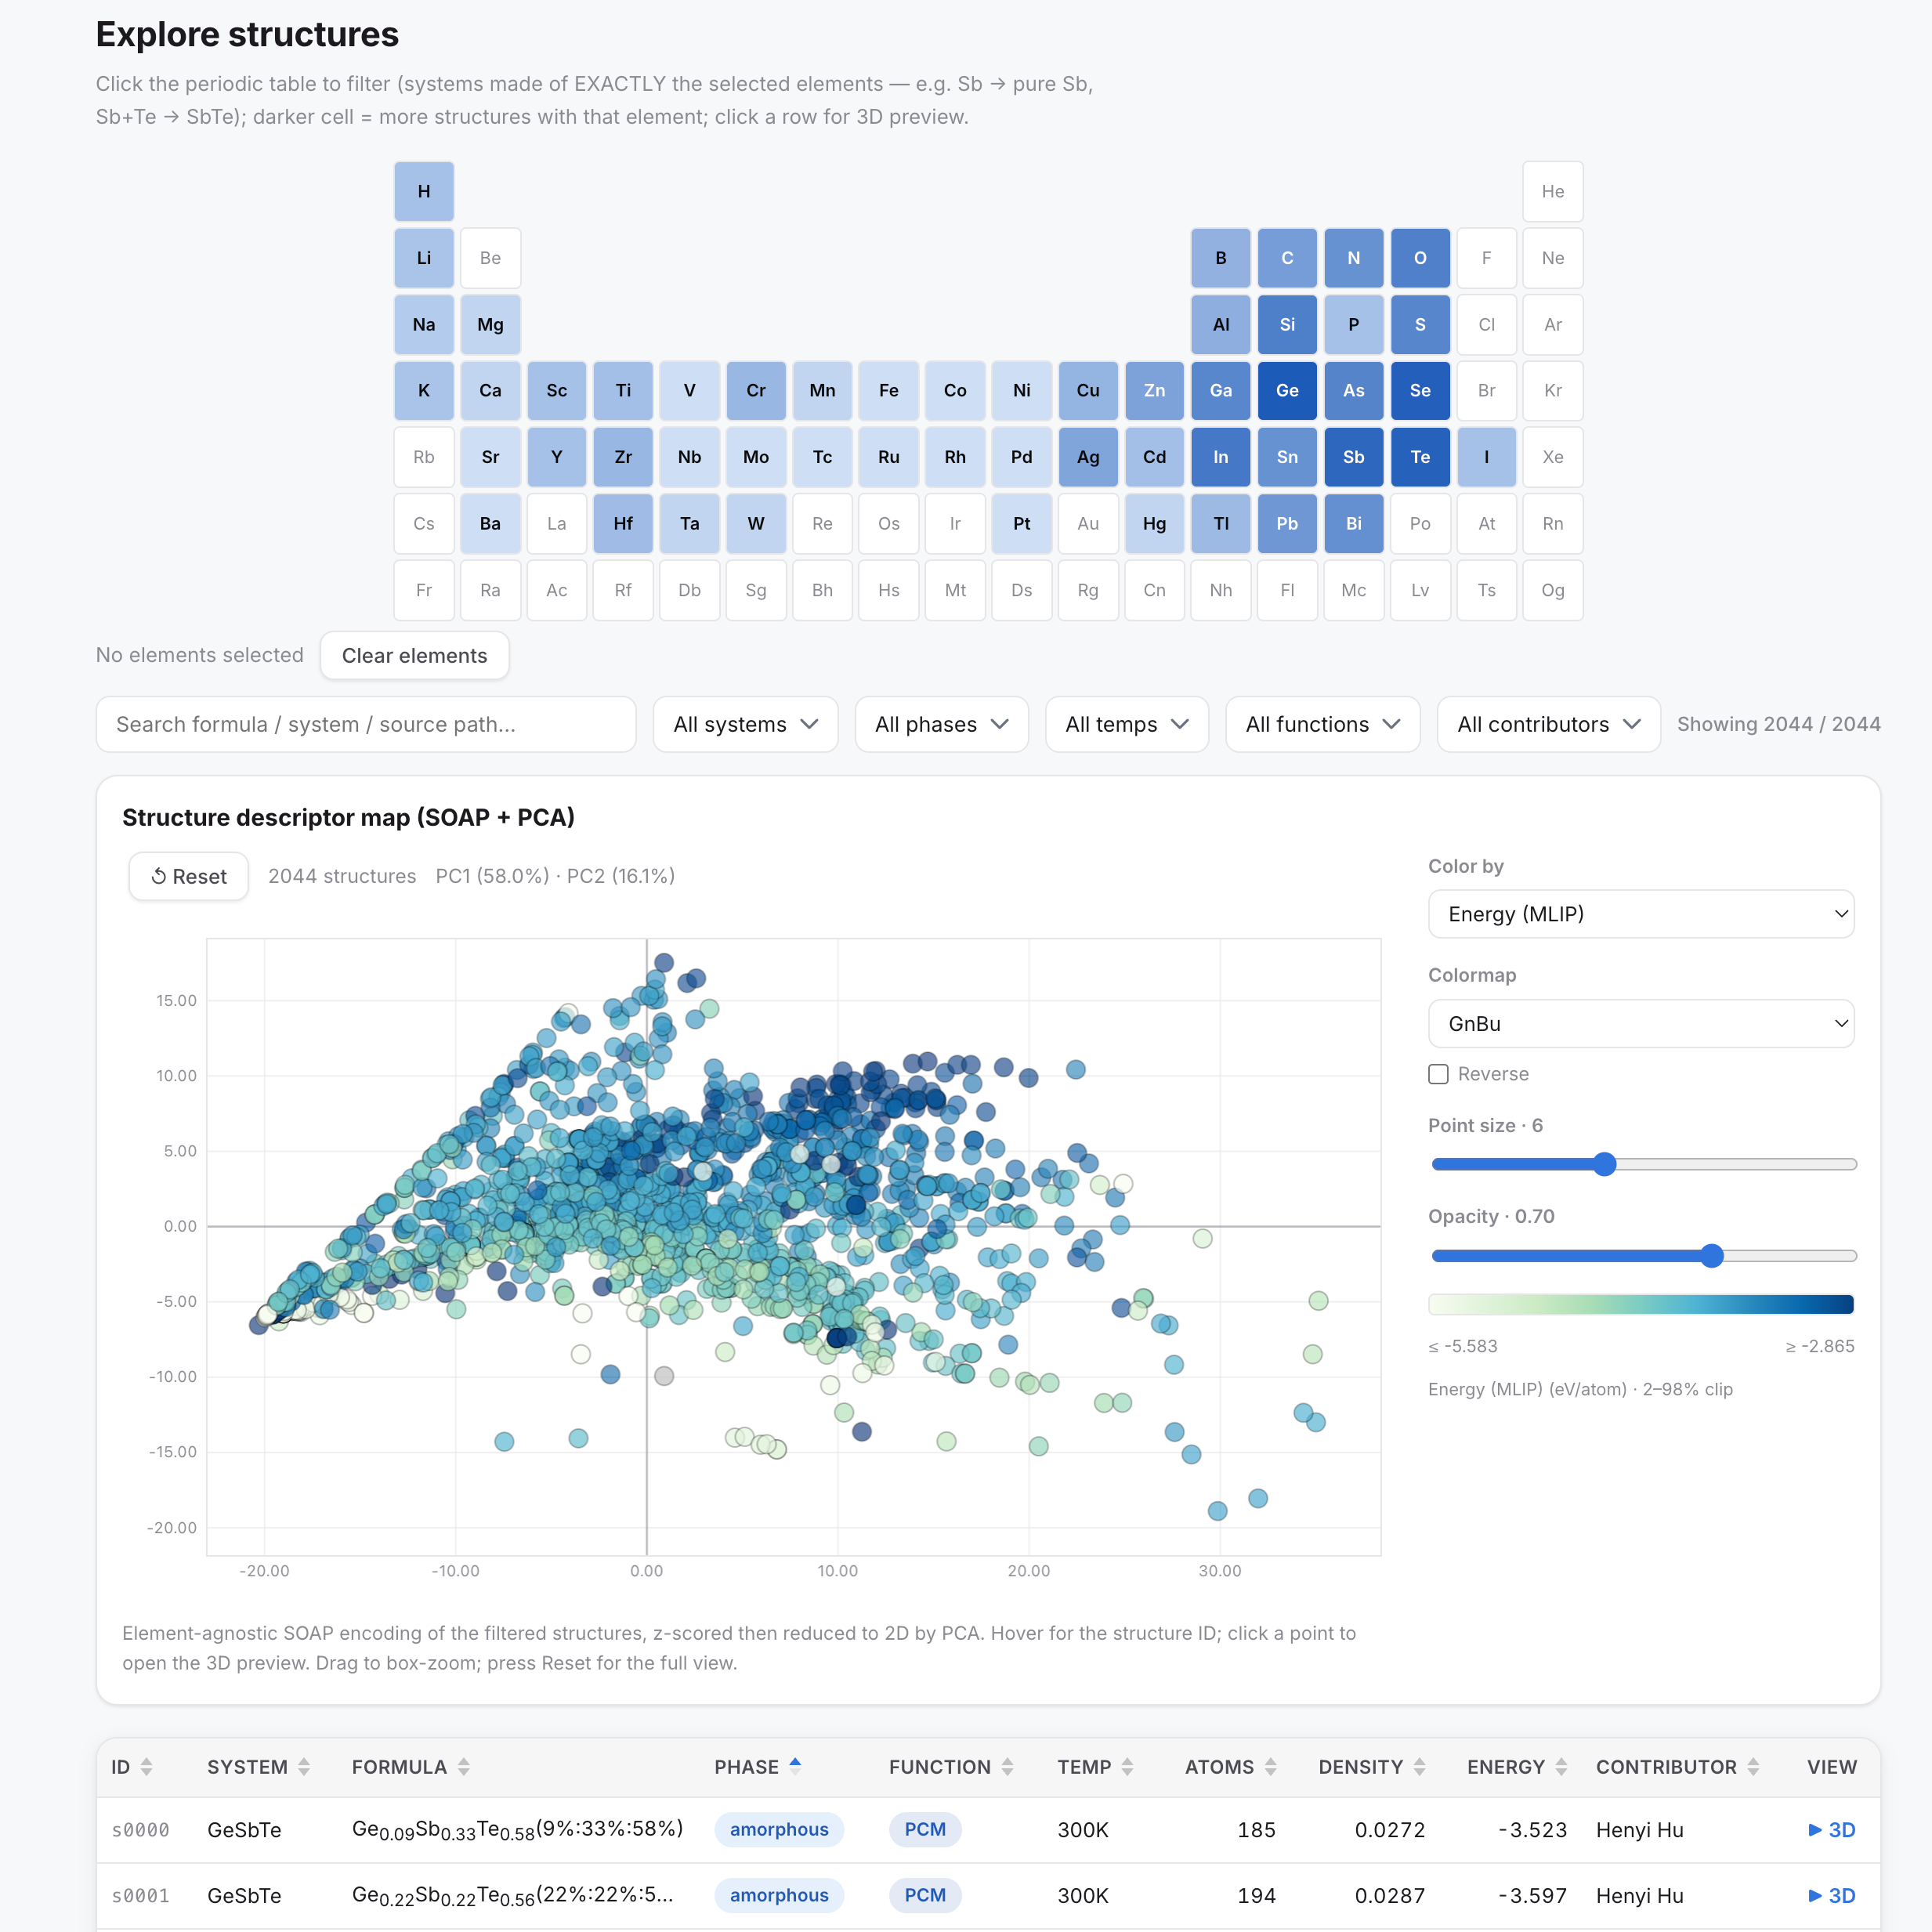 Explore structures
Click the periodic table to filter (systems made of EXACTLY the selected elements — e.g. Sb → pure Sb,
Sb+Te → SbTe); darker cell = more structures with that element; click a row for 3D preview.
H He
Li Be B C N O F Ne
Na Mg Al Si P S Cl Ar
K Ca Sc Ti V Cr Mn Fe Co Ni Cu Zn Ga Ge As Se Br Kr
Rb Sr Y Zr Nb Mo Tc Ru Rh Pd Ag Cd In Sn Sb Te I Xe
Cs Ba La Hf Ta W Re Os Ir Pt Au Hg Tl Pb Bi Po At Rn
Fr Ra Ac Rf Db Sg Bh Hs Mt Ds Rg Cn Nh Fl Mc Lv Ts Og
No elements selected Clear elements
Search formula / system / source path... All systems All phases All temps All functions All contributors Showing 2044 / 2044
Structure descriptor map (SOAP + PCA)
Reset 2044 structures PC1 (58.0%) · PC2 (16.1%)
15.00
10.00
5.00
0.00
-5.00
-10.00
-15.00
-20.00
-20.00 -10.00 0.00 10.00 20.00 30.00
Color by
Energy (MLIP)
Colormap
GnBu
Reverse
Point size · 6
Opacity · 0.70
≤ -5.583 ≥ -2.865
Energy (MLIP) (eV/atom) · 2–98% clip
Element-agnostic SOAP encoding of the filtered structures, z-scored then reduced to 2D by PCA. Hover for the structure ID; click a point to
open the 3D preview. Drag to box-zoom; press Reset for the full view.
ID SYSTEM FORMULA PHASE FUNCTION TEMP ATOMS DENSITY ENERGY CONTRIBUTOR VIEW
s0000 GeSbTe Ge0.09Sb0.33Te0.58(9%:33%:58%) amorphous PCM 300K 185 0.0272 -3.523 Henyi Hu ▶ 3D
s0001 GeSbTe Ge0.22Sb0.22Te0.56(22%:22%:5... amorphous PCM 300K 194 0.0287 -3.597 Henyi Hu ▶ 3D